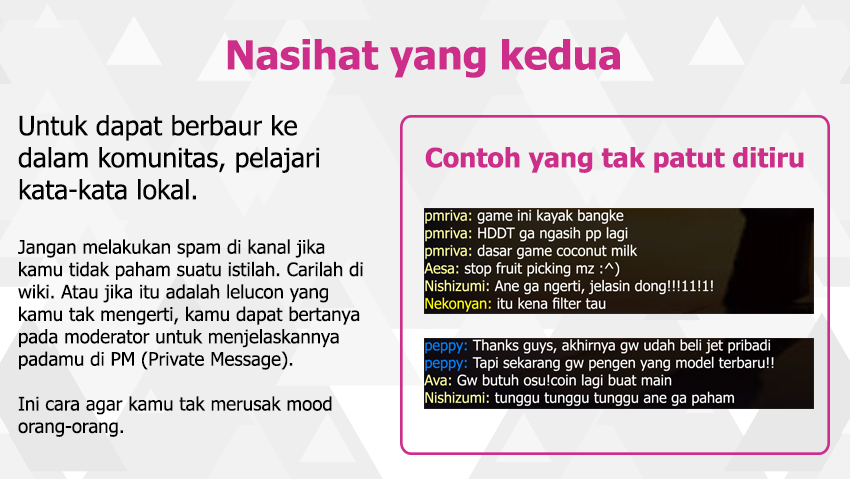 Nasihat yang kedua
Untuk dapat berbaur ke
dalam komunitas, pelajari
kata-kata lokal.
Jangan melakukan spam di kanal jika
kamu tidak paham suatu istilah. Carilah di
wiki. Atau jika itu adalah lelucon yang
kamu tak mengerti, kamu dapat bertanya
pada moderator untuk menjelaskannya
padamu di PM (Private Message).
Ini cara agar kamu tak merusak mood
orang-orang.
Contoh yang tak patut ditiru
pmriva: game ini kayak bangke
pmriva: HDDT ga ngasih pp lagi
pmriva: dasar game coconut milk
Aesa: stop fruit picking mz :^)
Nishizumi: Ane ga ngerti, jelasin dong!!!11!1!
Nekonyan: itu kena filter tau
peppy: Thanks guys, akhirnya gw udah beli jet pribadi
peppy: Tapi sekarang gw pengen yang model terbaru!!
Ava: Gw butuh osu!coin lagi buat main
Nishizumi: tunggu tunggu tunggu ane ga paham